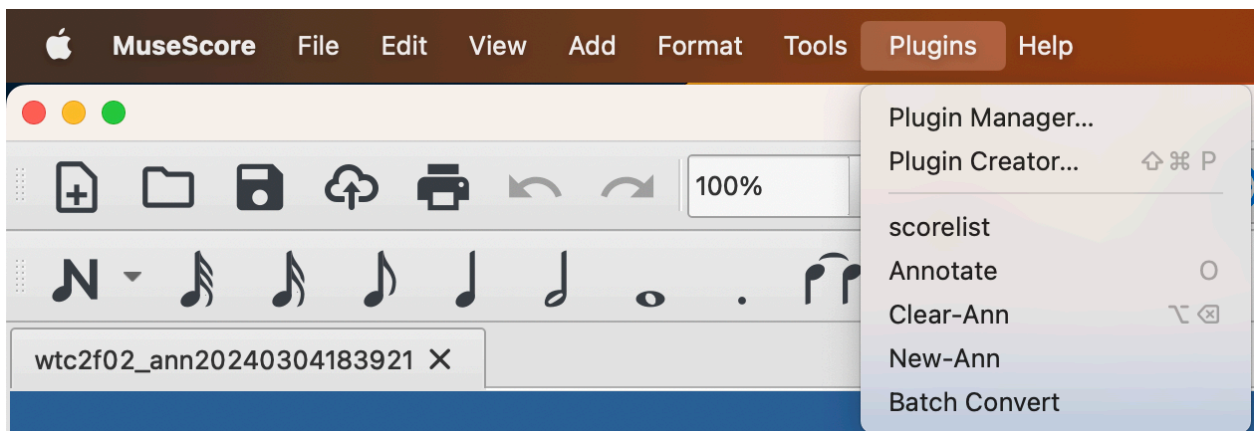 MuseScore File Edit View Add Format Tools Plugins Help
Plugin Manager...
Plugin Creator... ⇧⌘ P
100%
scorelist
Annotate O
Clear-Ann ⌥⌫
New-Ann
wtc2f02_ann20240304183921 ✕
Batch Convert